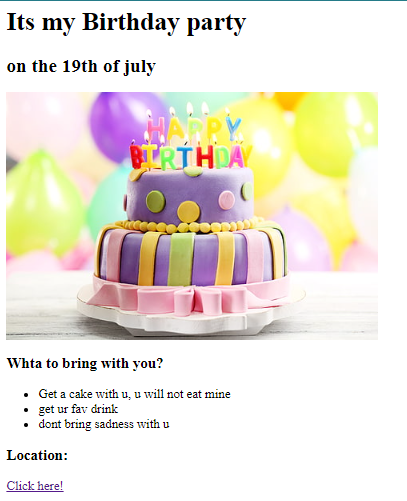 Its my Birthday party
on the 19th of july
HAPPY
BIRTHDAY
Whta to bring with you?
Get a cake with u, u will not eat mine
get ur fav drink
dont bring sadness with u
Location:
Click here!